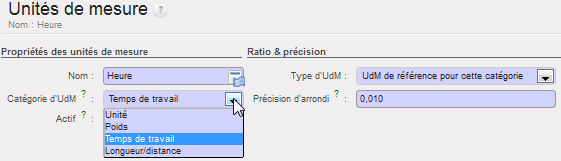 Unités de mesure ?
Nom : Heure
Propriétés des unités de mesure
Ratio & précision
Nom : Heure
Type d'UdM : UdM de référence pour cette catégorie
Catégorie d'UdM ? : Temps de travail
Précision d'arrondi ? : 0,010
Actif ? :
Unité
Poids
Temps de travail
Longueur/distance